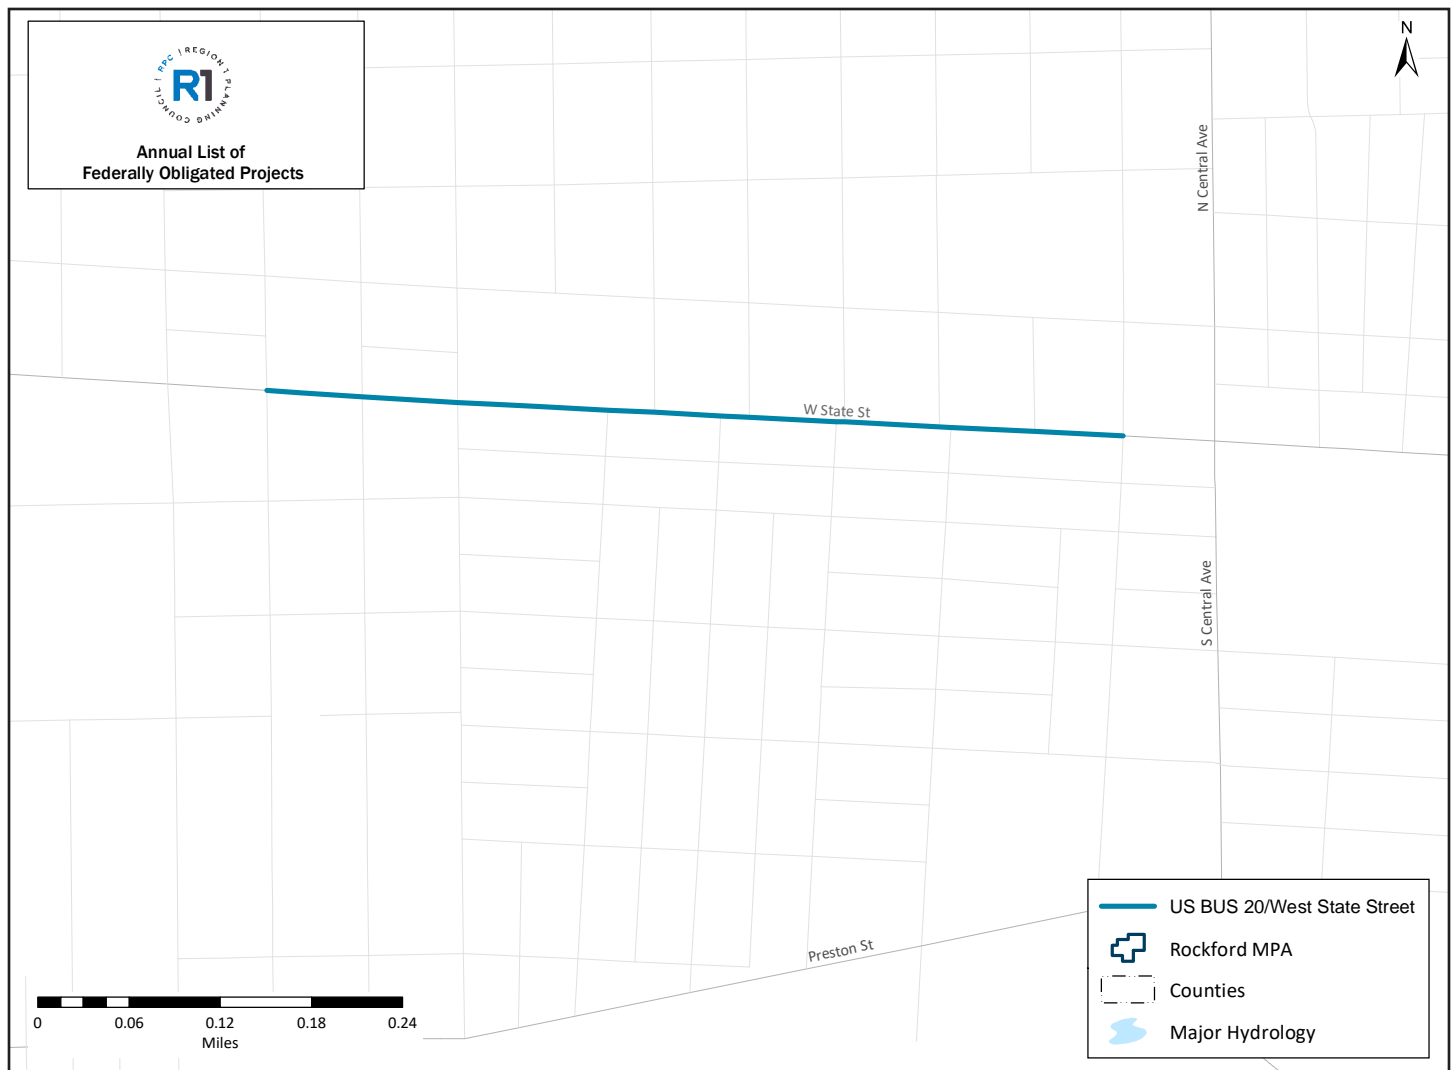 RPC | REGION 1 PLANNING COUNCIL |
R1
Annual List of
Federally Obligated Projects
N
N Central Ave
W State St
S Central Ave
Preston St
0 0.06 0.12 0.18 0.24
Miles
US BUS 20/West State Street
Rockford MPA
Counties
Major Hydrology